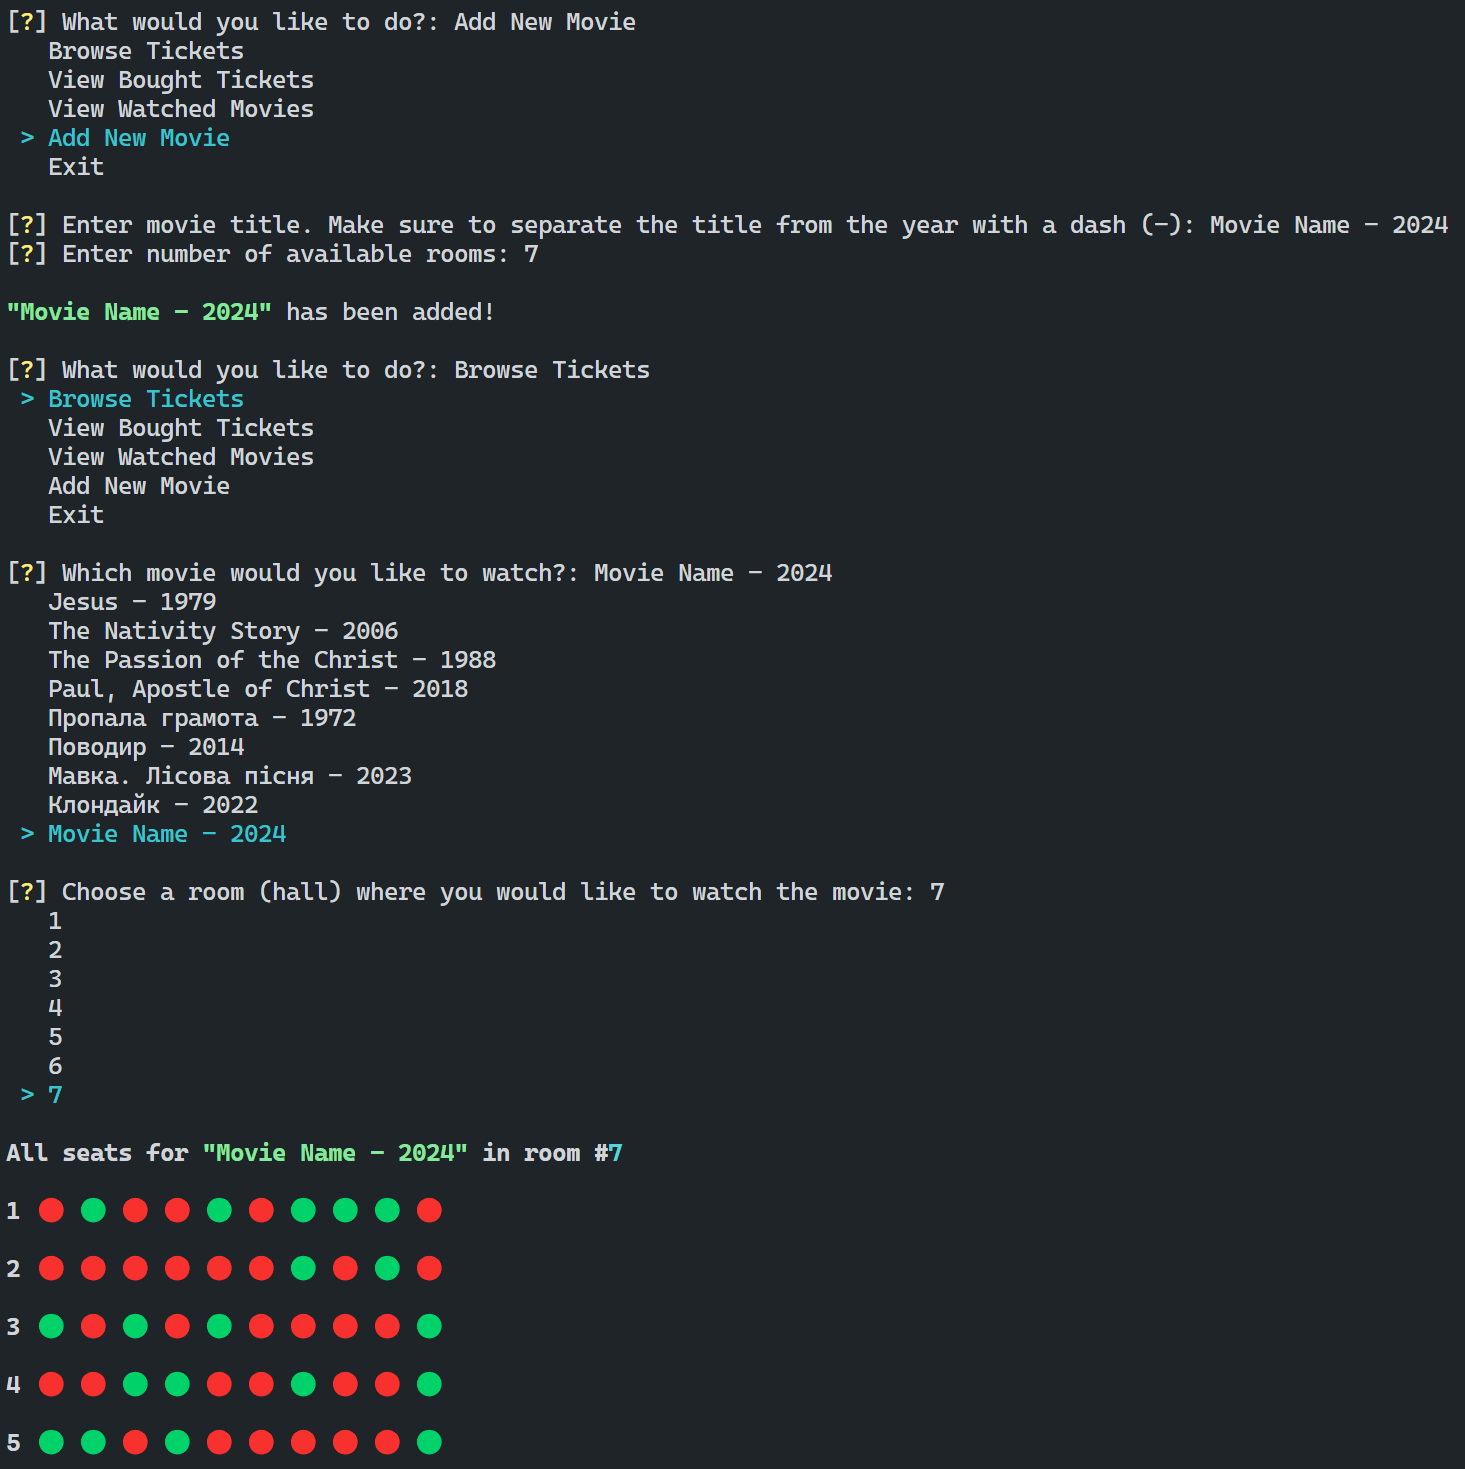 [?] What would you like to do?: Add New Movie
Browse Tickets
View Bought Tickets
View Watched Movies
> Add New Movie
Exit
[?] Enter movie title. Make sure to separate the title from the year with a dash (-): Movie Name - 2024
[?] Enter number of available rooms: 7
"Movie Name - 2024" has been added!
[?] What would you like to do?: Browse Tickets
> Browse Tickets
View Bought Tickets
View Watched Movies
Add New Movie
Exit
[?] Which movie would you like to watch?: Movie Name - 2024
Jesus - 1979
The Nativity Story - 2006
The Passion of the Christ - 1988
Paul, Apostle of Christ - 2018
Пропала грамота - 1972
Поводир - 2014
Мавка. Лісова пісня - 2023
Клондайк - 2022
> Movie Name - 2024
[?] Choose a room (hall) where you would like to watch the movie: 7
1
2
3
4
5
6
> 7
All seats for "Movie Name - 2024" in room #7
1
2
3
4
5